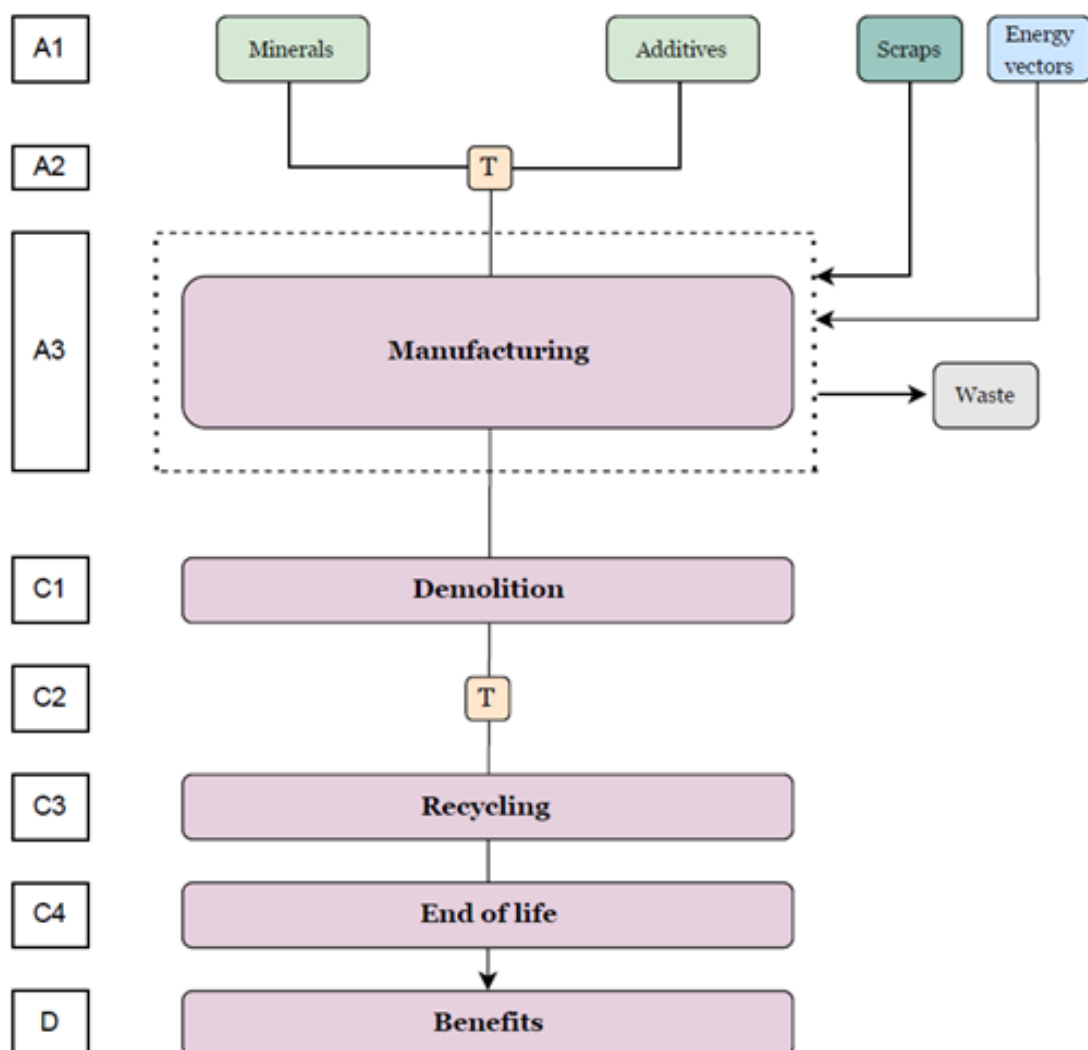 A1
Minerals
Additives
Scraps
Energy
vectors
A2
T
A3
Manufacturing
Waste
C1
Demolition
C2
T
C3
Recycling
C4
End of life
D
Benefits